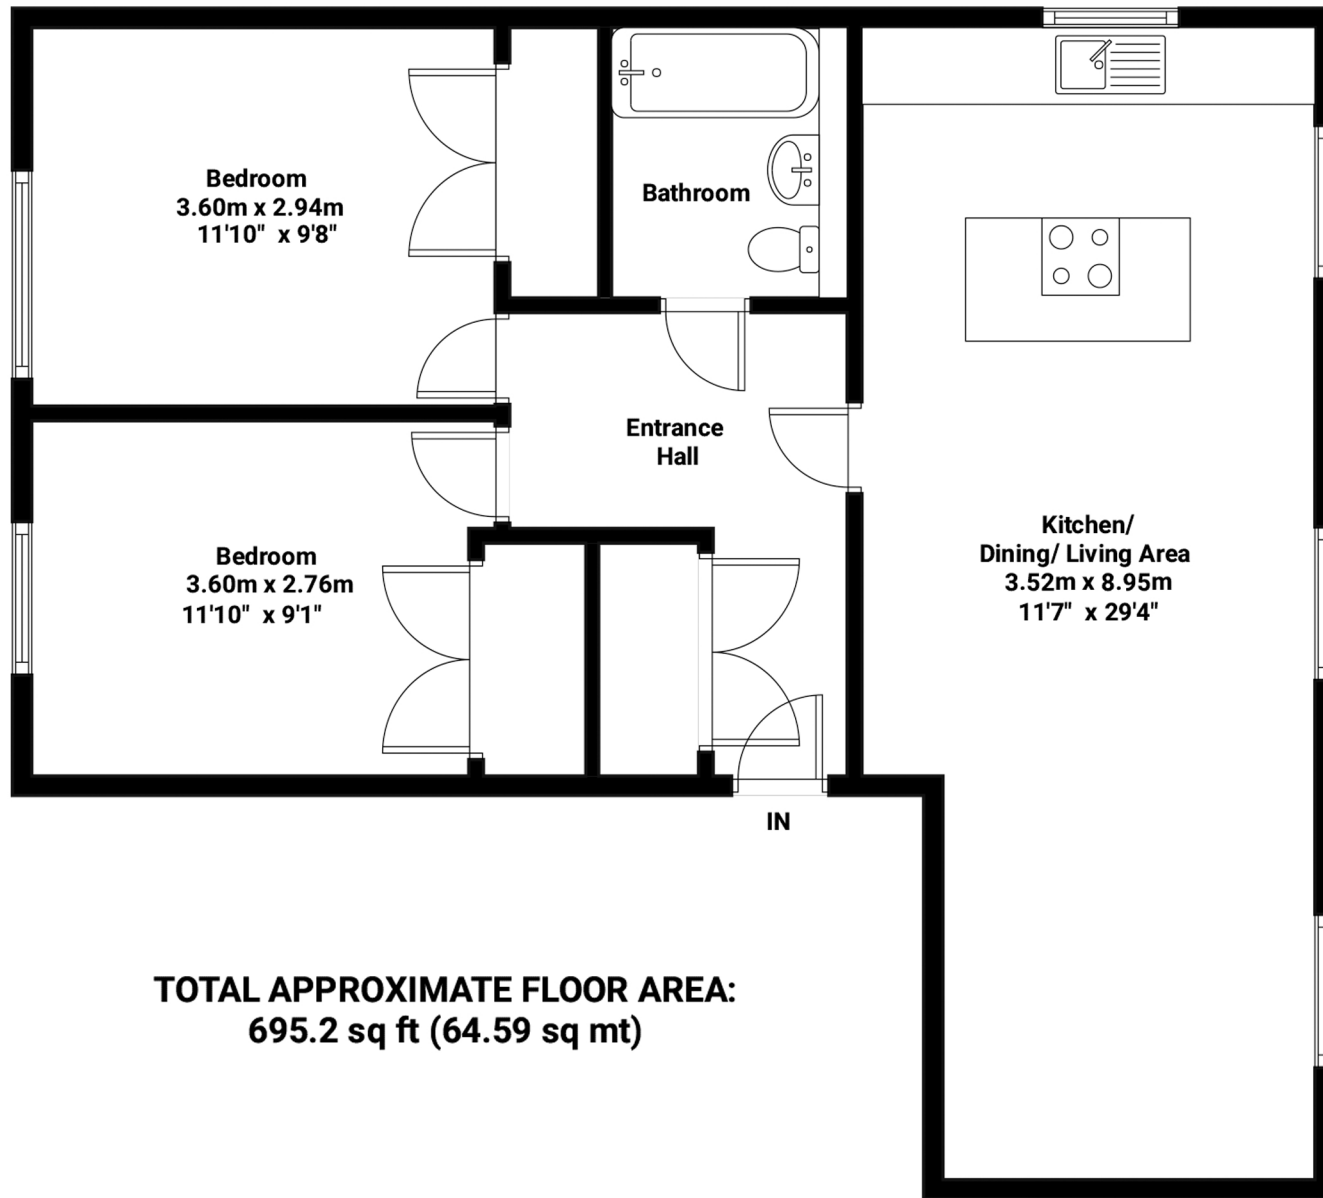 Bedroom
3.60m x 2.94m
11'10" x 9'8"
Bathroom
Entrance
Hall
Kitchen/
Dining/ Living Area
3.52m x 8.95m
11'7" x 29'4"
Bedroom
3.60m x 2.76m
11'10" x 9'1"
IN
TOTAL APPROXIMATE FLOOR AREA:
695.2 sq ft (64.59 sq mt)